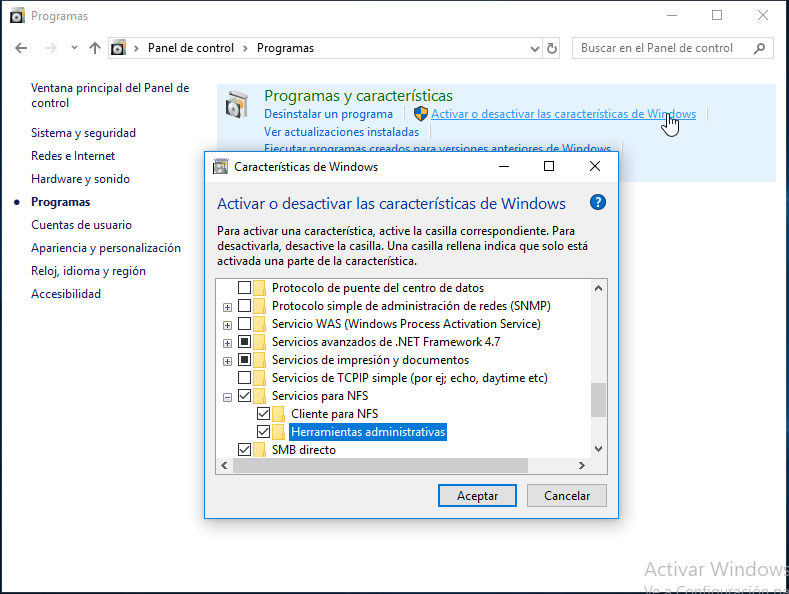 Programas
Panel de control
Programas
Buscar en el Panel de control
Ventana principal del Panel de
control
Sistema y seguridad
Redes e Internet
Hardware y sonido
Programas
Cuentas de usuario
Apariencia y personalización
Reloj, idioma y región
Accesibilidad
Programas y características
Desinstalar un programa
Activar o desactivar las características de Windows
Ver actualizaciones instaladas
Ejecutar programas creados para versiones anteriores de Windows
Características de Windows
Activar o desactivar las características de Windows
?
Para activar una característica, active la casilla correspondiente. Para
desactivarla, desactive la casilla. Una casilla rellena indica que solo está
activada una parte de la característica.
Protocolo de puente del centro de datos
Protocolo simple de administración de redes (SNMP)
Servicio WAS (Windows Process Activation Service)
Servicios avanzados de .NET Framework 4.7
Servicios de impresión y documentos
Servicios de TCPIP simple (por ej; echo, daytime etc)
Servicios para NFS
Cliente para NFS
Herramientas administrativas
SMB directo
Aceptar
Cancelar
Activar Windows
Ve a Configuración